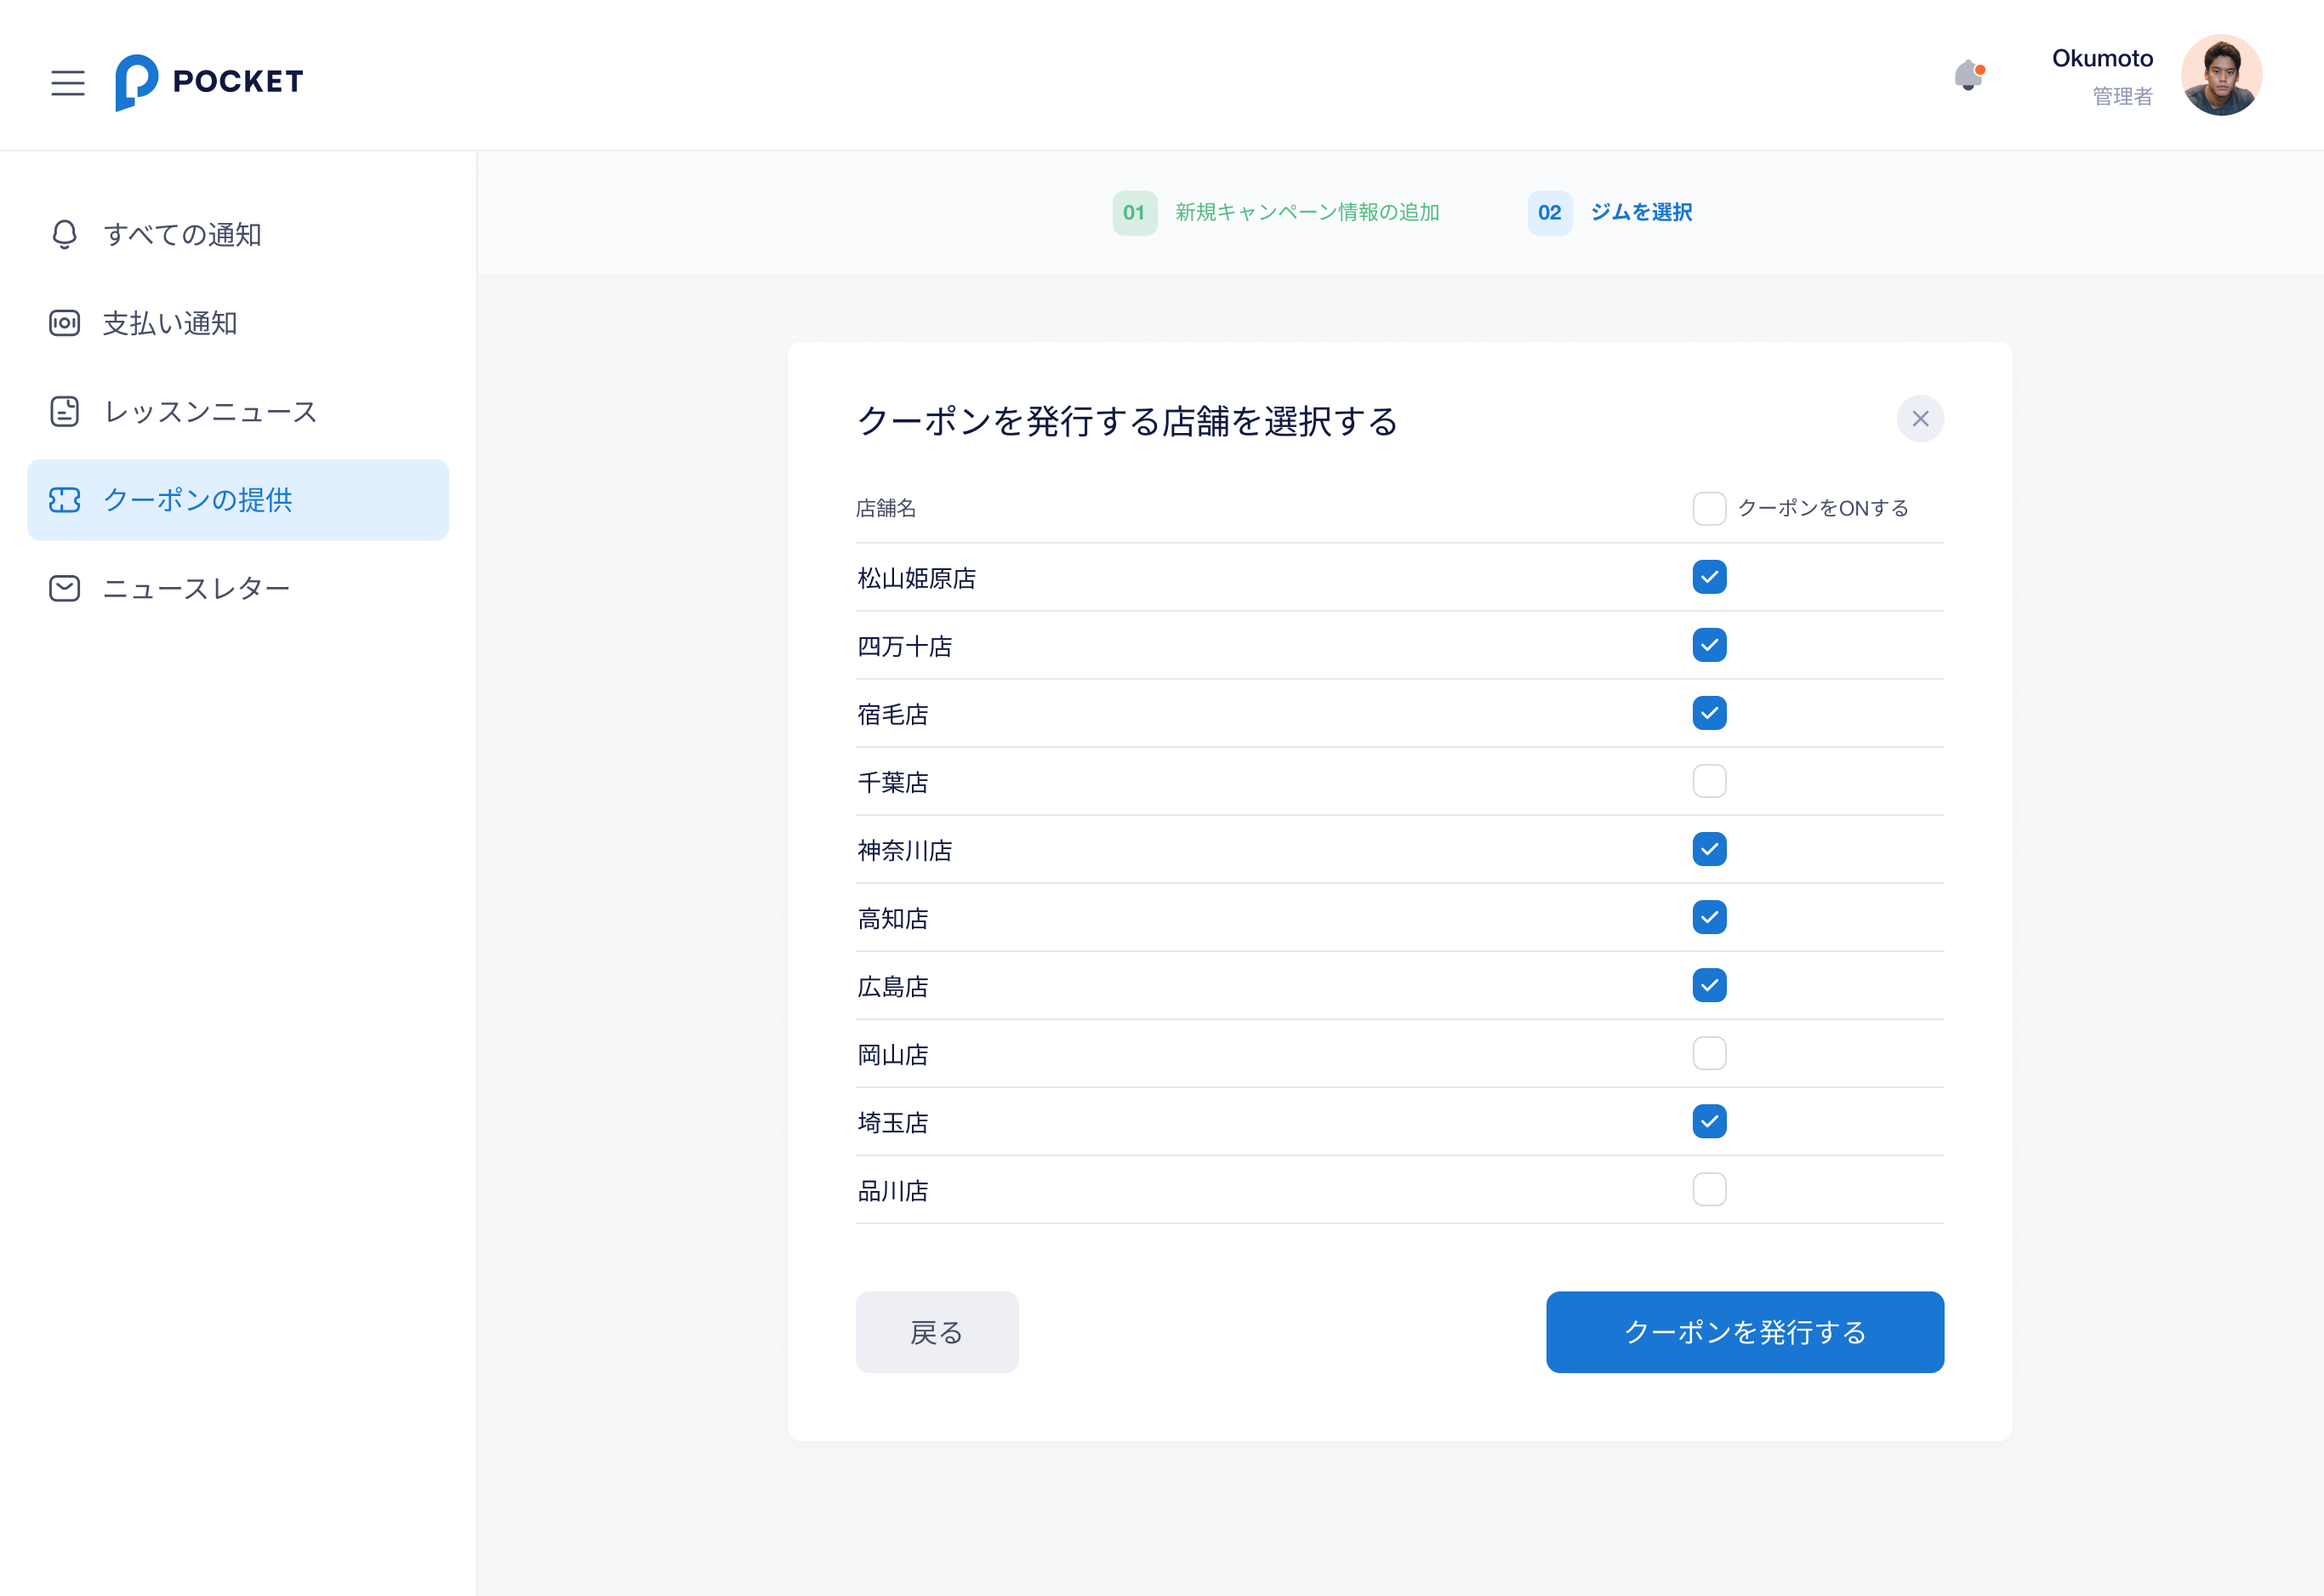 POCKET
Okumoto
管理者
すべての通知
支払い通知
レッスンニュース
クーポンの提供
ニュースレター
01 新規キャンペーン情報の追加
02 ジムを選択
クーポンを発行する店舗を選択する
店舗名 クーポンをONする
松山姫原店
四万十店
宿毛店
千葉店
神奈川店
高知店
広島店
岡山店
埼玉店
品川店
戻る クーポンを発行する